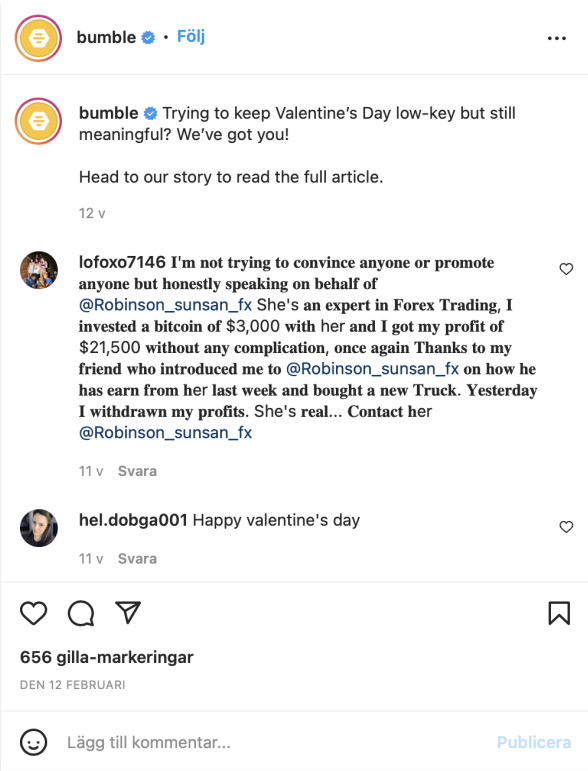 bumble • Följ
bumble Trying to keep Valentine's Day low-key but still
meaningful? We've got you!
Head to our story to read the full article.
12 v
lofoxo7146 𝐈'𝐦 𝐧𝐨𝐭 𝐭𝐫𝐲𝐢𝐧𝐠 𝐭𝐨 𝐜𝐨𝐧𝐯𝐢𝐧𝐜𝐞 𝐚𝐧𝐲𝐨𝐧𝐞 𝐨𝐫 𝐩𝐫𝐨𝐦𝐨𝐭𝐞
𝐚𝐧𝐲𝐨𝐧𝐞 𝐛𝐮𝐭 𝐡𝐨𝐧𝐞𝐬𝐭𝐥𝐲 𝐬𝐩𝐞𝐚𝐤𝐢𝐧𝐠 𝐨𝐧 𝐛𝐞𝐡𝐚𝐥𝐟 𝐨𝐟
@Robinson_sunsan_fx She's 𝐚𝐧 𝐞𝐱𝐩𝐞𝐫𝐭 𝐢𝐧 𝐅𝐨𝐫𝐞𝐱 𝐓𝐫𝐚𝐝𝐢𝐧𝐠, 𝐈
𝐢𝐧𝐯𝐞𝐬𝐭𝐞𝐝 𝐚 𝐛𝐢𝐭𝐜𝐨𝐢𝐧 𝐨𝐟 $3,000 𝐰𝐢𝐭𝐡 her 𝐚𝐧𝐝 𝐈 𝐠𝐨𝐭 𝐦𝐲 𝐩𝐫𝐨𝐟𝐢𝐭 𝐨𝐟
$21,500 𝐰𝐢𝐭𝐡𝐨𝐮𝐭 𝐚𝐧𝐲 𝐜𝐨𝐦𝐩𝐥𝐢𝐜𝐚𝐭𝐢𝐨𝐧, 𝐨𝐧𝐜𝐞 𝐚𝐠𝐚𝐢𝐧 𝐓𝐡𝐚𝐧𝐤𝐬 𝐭𝐨 𝐦𝐲
𝐟𝐫𝐢𝐞𝐧𝐝 𝐰𝐡𝐨 𝐢𝐧𝐭𝐫𝐨𝐝𝐮𝐜𝐞𝐝 𝐦𝐞 𝐭𝐨 @Robinson_sunsan_fx 𝐨𝐧 𝐡𝐨𝐰 𝐡𝐞
𝐡𝐚𝐬 𝐞𝐚𝐫𝐧 𝐟𝐫𝐨𝐦 𝐡er 𝐥𝐚𝐬𝐭 𝐰𝐞𝐞𝐤 𝐚𝐧𝐝 𝐛𝐨𝐮𝐠𝐡𝐭 𝐚 𝐧𝐞𝐰 𝐓𝐫𝐮𝐜𝐤. 𝐘𝐞𝐬𝐭𝐞𝐫𝐝𝐚𝐲
𝐈 𝐰𝐢𝐭𝐡𝐝𝐫𝐚𝐰𝐧 𝐦𝐲 𝐩𝐫𝐨𝐟𝐢𝐭𝐬. She's 𝐫𝐞𝐚𝐥... 𝐂𝐨𝐧𝐭𝐚𝐜𝐭 𝐡er
@Robinson_sunsan_fx
11 v Svara
hel.dobga001 Happy valentine's day
11 v Svara
656 gilla-markeringar
DEN 12 FEBRUARI
Lägg till kommentar... Publicera